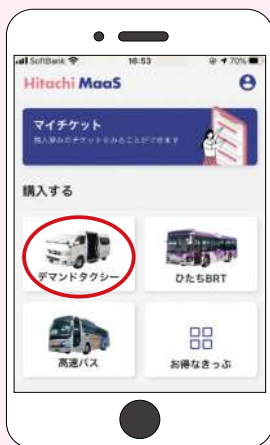 SoftBank 16:53 70%
Hitachi MaaS
マイチケット
購入済みのチケットをみることができます
購入する
デマンドタクシー
ひたちBRT
高速バス
お得なきっぷ